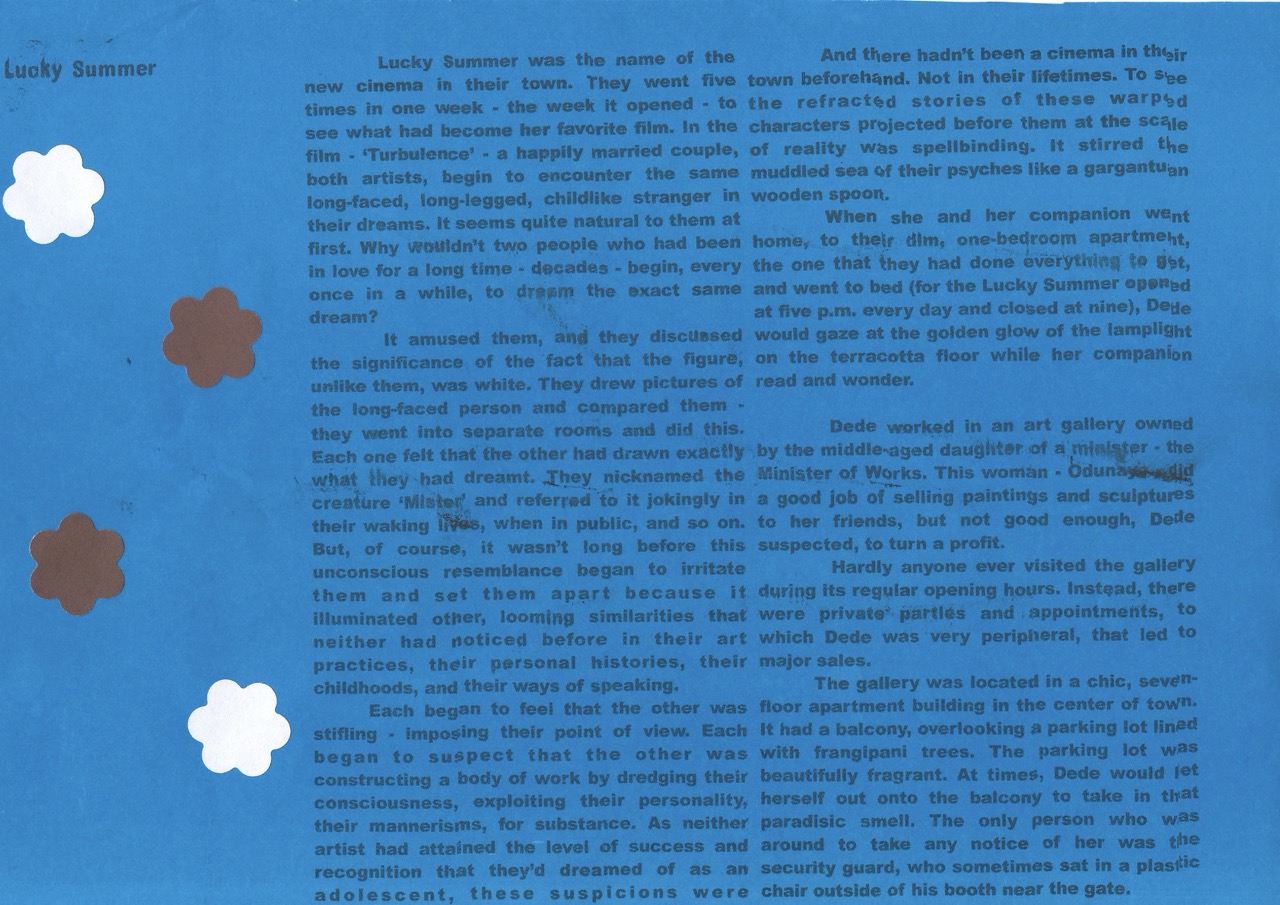 Lucky Summer
Lucky Summer was the name of the
new cinema in their town. They went five
times in one week - the week it opened - to
see what had become her favorite film. In the
film - ‘Turbulence’ - a happily married couple,
both artists, begin to encounter the same
long-faced, long-legged, childlike stranger in
their dreams. It seems quite natural to them at
first. Why wouldn’t two people who had been
in love for a long time - decades - begin, every
once in a while, to dream the exact same
dream?
It amused them, and they discussed
the significance of the fact that the figure,
unlike them, was white. They drew pictures of
the long-faced person and compared them -
they went into separate rooms and did this.
Each one felt that the other had drawn exactly
what they had dreamt. They nicknamed the
creature ‘Mister’ and referred to it jokingly in
their waking lives, when in public, and so on.
But, of course, it wasn’t long before this
unconscious resemblance began to irritate
them and set them apart because it
illuminated other, looming similarities that
neither had noticed before in their art
practices, their personal histories, their
childhoods, and their ways of speaking.
Each began to feel that the other was
stifling - imposing their point of view. Each
began to suspect that the other was
constructing a body of work by dredging their
consciousness, exploiting their personality,
their mannerisms, for substance. As neither
artist had attained the level of success and
recognition that they’d dreamed of as an
adolescent, these suspicions were
And there hadn’t been a cinema in their
town beforehand. Not in their lifetimes. To see
the refracted stories of these warped
characters projected before them at the scale
of reality was spellbinding. It stirred the
muddled sea of their psyches like a gargantuan
wooden spoon.
When she and her companion went
home, to their dim, one-bedroom apartment,
the one that they had done everything to get,
and went to bed (for the Lucky Summer opened
at five p.m. every day and closed at nine), Dede
would gaze at the golden glow of the lamplight
on the terracotta floor while her companion
read and wonder.
Dede worked in an art gallery owned
by the middle-aged daughter of a minister - the
Minister of Works. This woman - Odunaya - did
a good job of selling paintings and sculptures
to her friends, but not good enough, Dede
suspected, to turn a profit.
Hardly anyone ever visited the gallery
during its regular opening hours. Instead, there
were private parties and appointments, to
which Dede was very peripheral, that led to
major sales.
The gallery was located in a chic, seven-
floor apartment building in the center of town.
It had a balcony, overlooking a parking lot lined
with frangipani trees. The parking lot was
beautifully fragrant. At times, Dede would let
herself out onto the balcony to take in that
paradisic smell. The only person who was
around to take any notice of her was the
security guard, who sometimes sat in a plastic
chair outside of his booth near the gate.